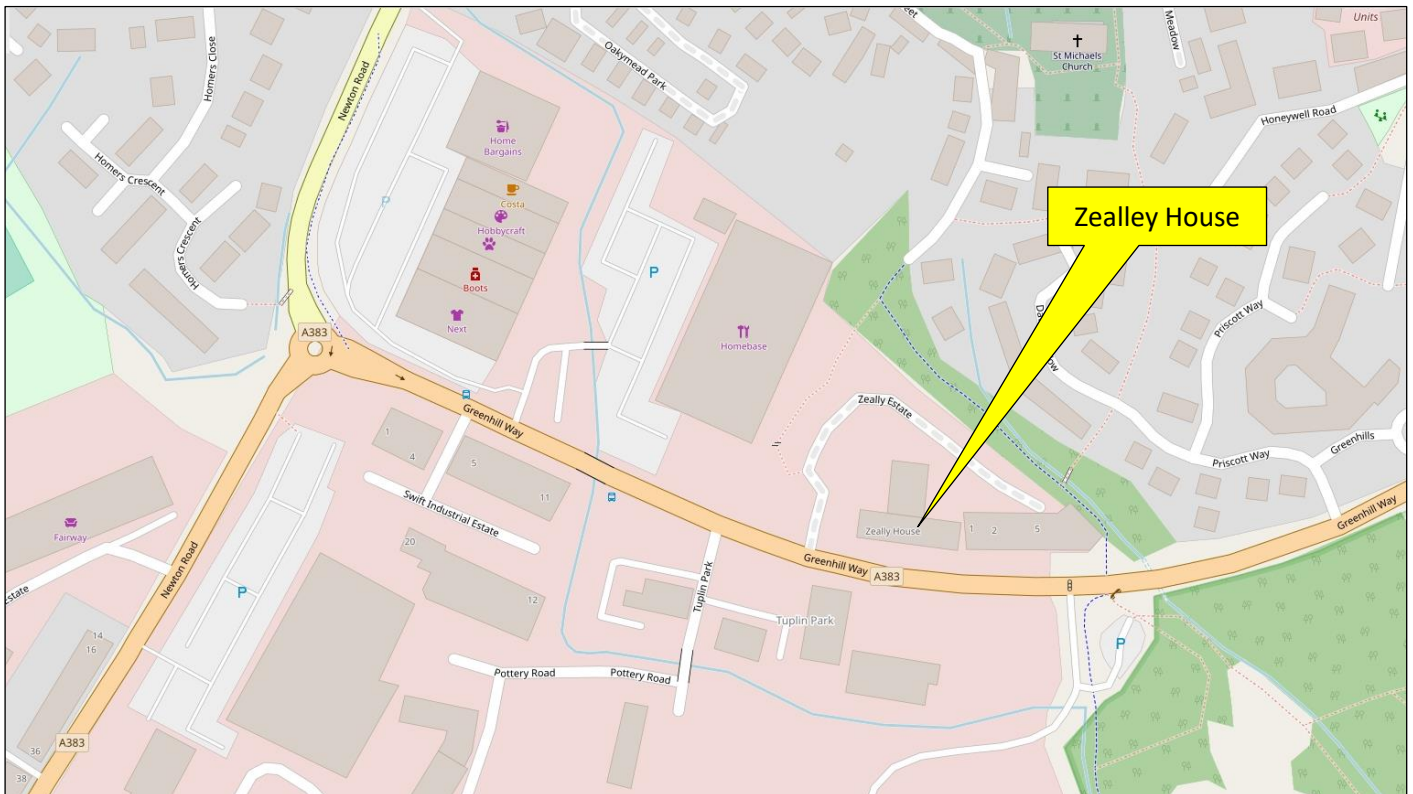 Units
Meadow
St Michaels
Church
Homers Close
Newton Road
Oakymead Park
Honeywell Road
Home
Bargains
Costa
Hobbycraft
Boots
Next
P
P
Homers Crescent
Homers Crescent
Zealley House
Priscott Way
A383
Homebase
Greenhill Way
Zeally Estate
Greenhills
Priscott Way
1
4
5
11
Swift Industrial Estate
Zeally House
1
2
5
Greenhill Way
Greenhill Way
A383
Fairway
20
12
Newton Road
P
Tuplin Park
Tuplin Park
P
Estate
14
16
Pottery Road
Pottery Road
A383
36
38